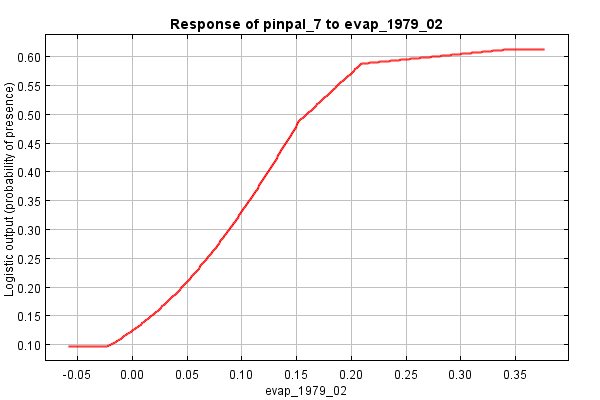 Response of pinpal_7 to evap_1979_02
Logistic output (probability of presence)
0.60
0.55
0.50
0.45
0.40
0.35
0.30
0.25
0.20
0.15
0.10
-0.05 0.00 0.05 0.10 0.15 0.20 0.25 0.30 0.35
evap_1979_02